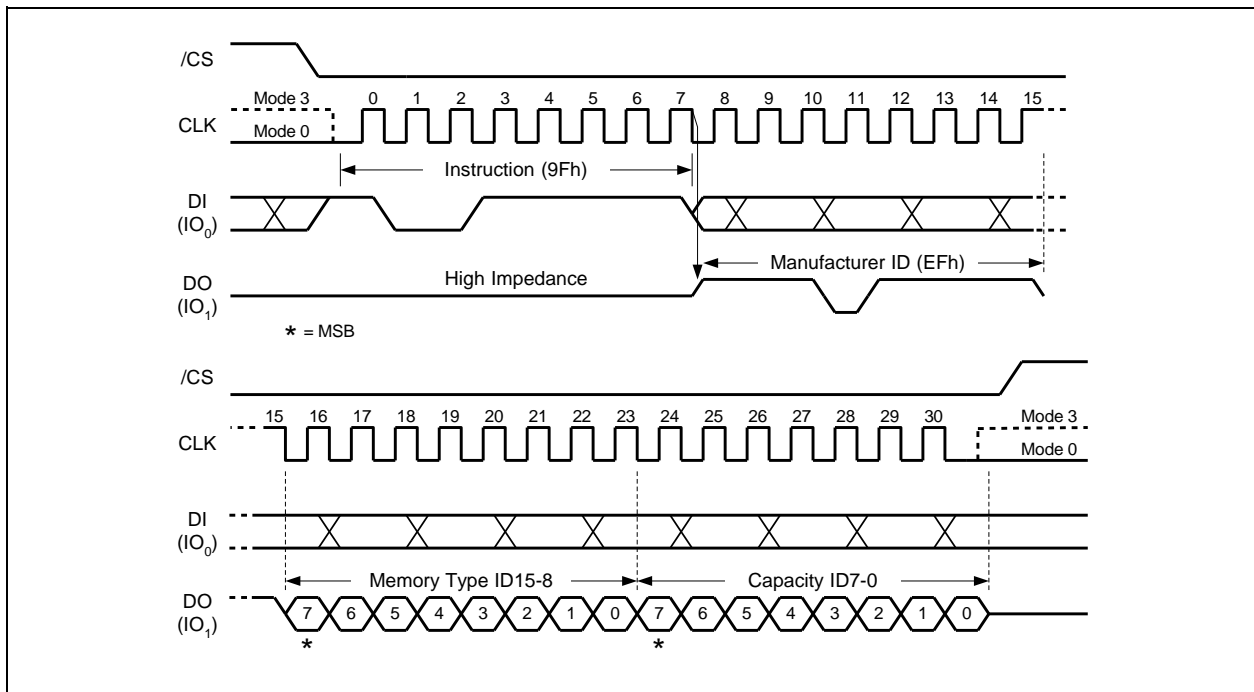 /CS
Mode 3 0 1 2 3 4 5 6 7 8 9 10 11 12 13 14 15
CLK
Mode 0
Instruction (9Fh)
DI
(IO0)
Manufacturer ID (EFh)
High Impedance
DO
(IO1)
* = MSB
/CS
15 16 17 18 19 20 21 22 23 24 25 26 27 28 29 30 Mode 3
CLK
Mode 0
DI
(IO0)
Memory Type ID15-8 Capacity ID7-0
DO
(IO1)
7 6 5 4 3 2 1 0 7 6 5 4 3 2 1 0
* *